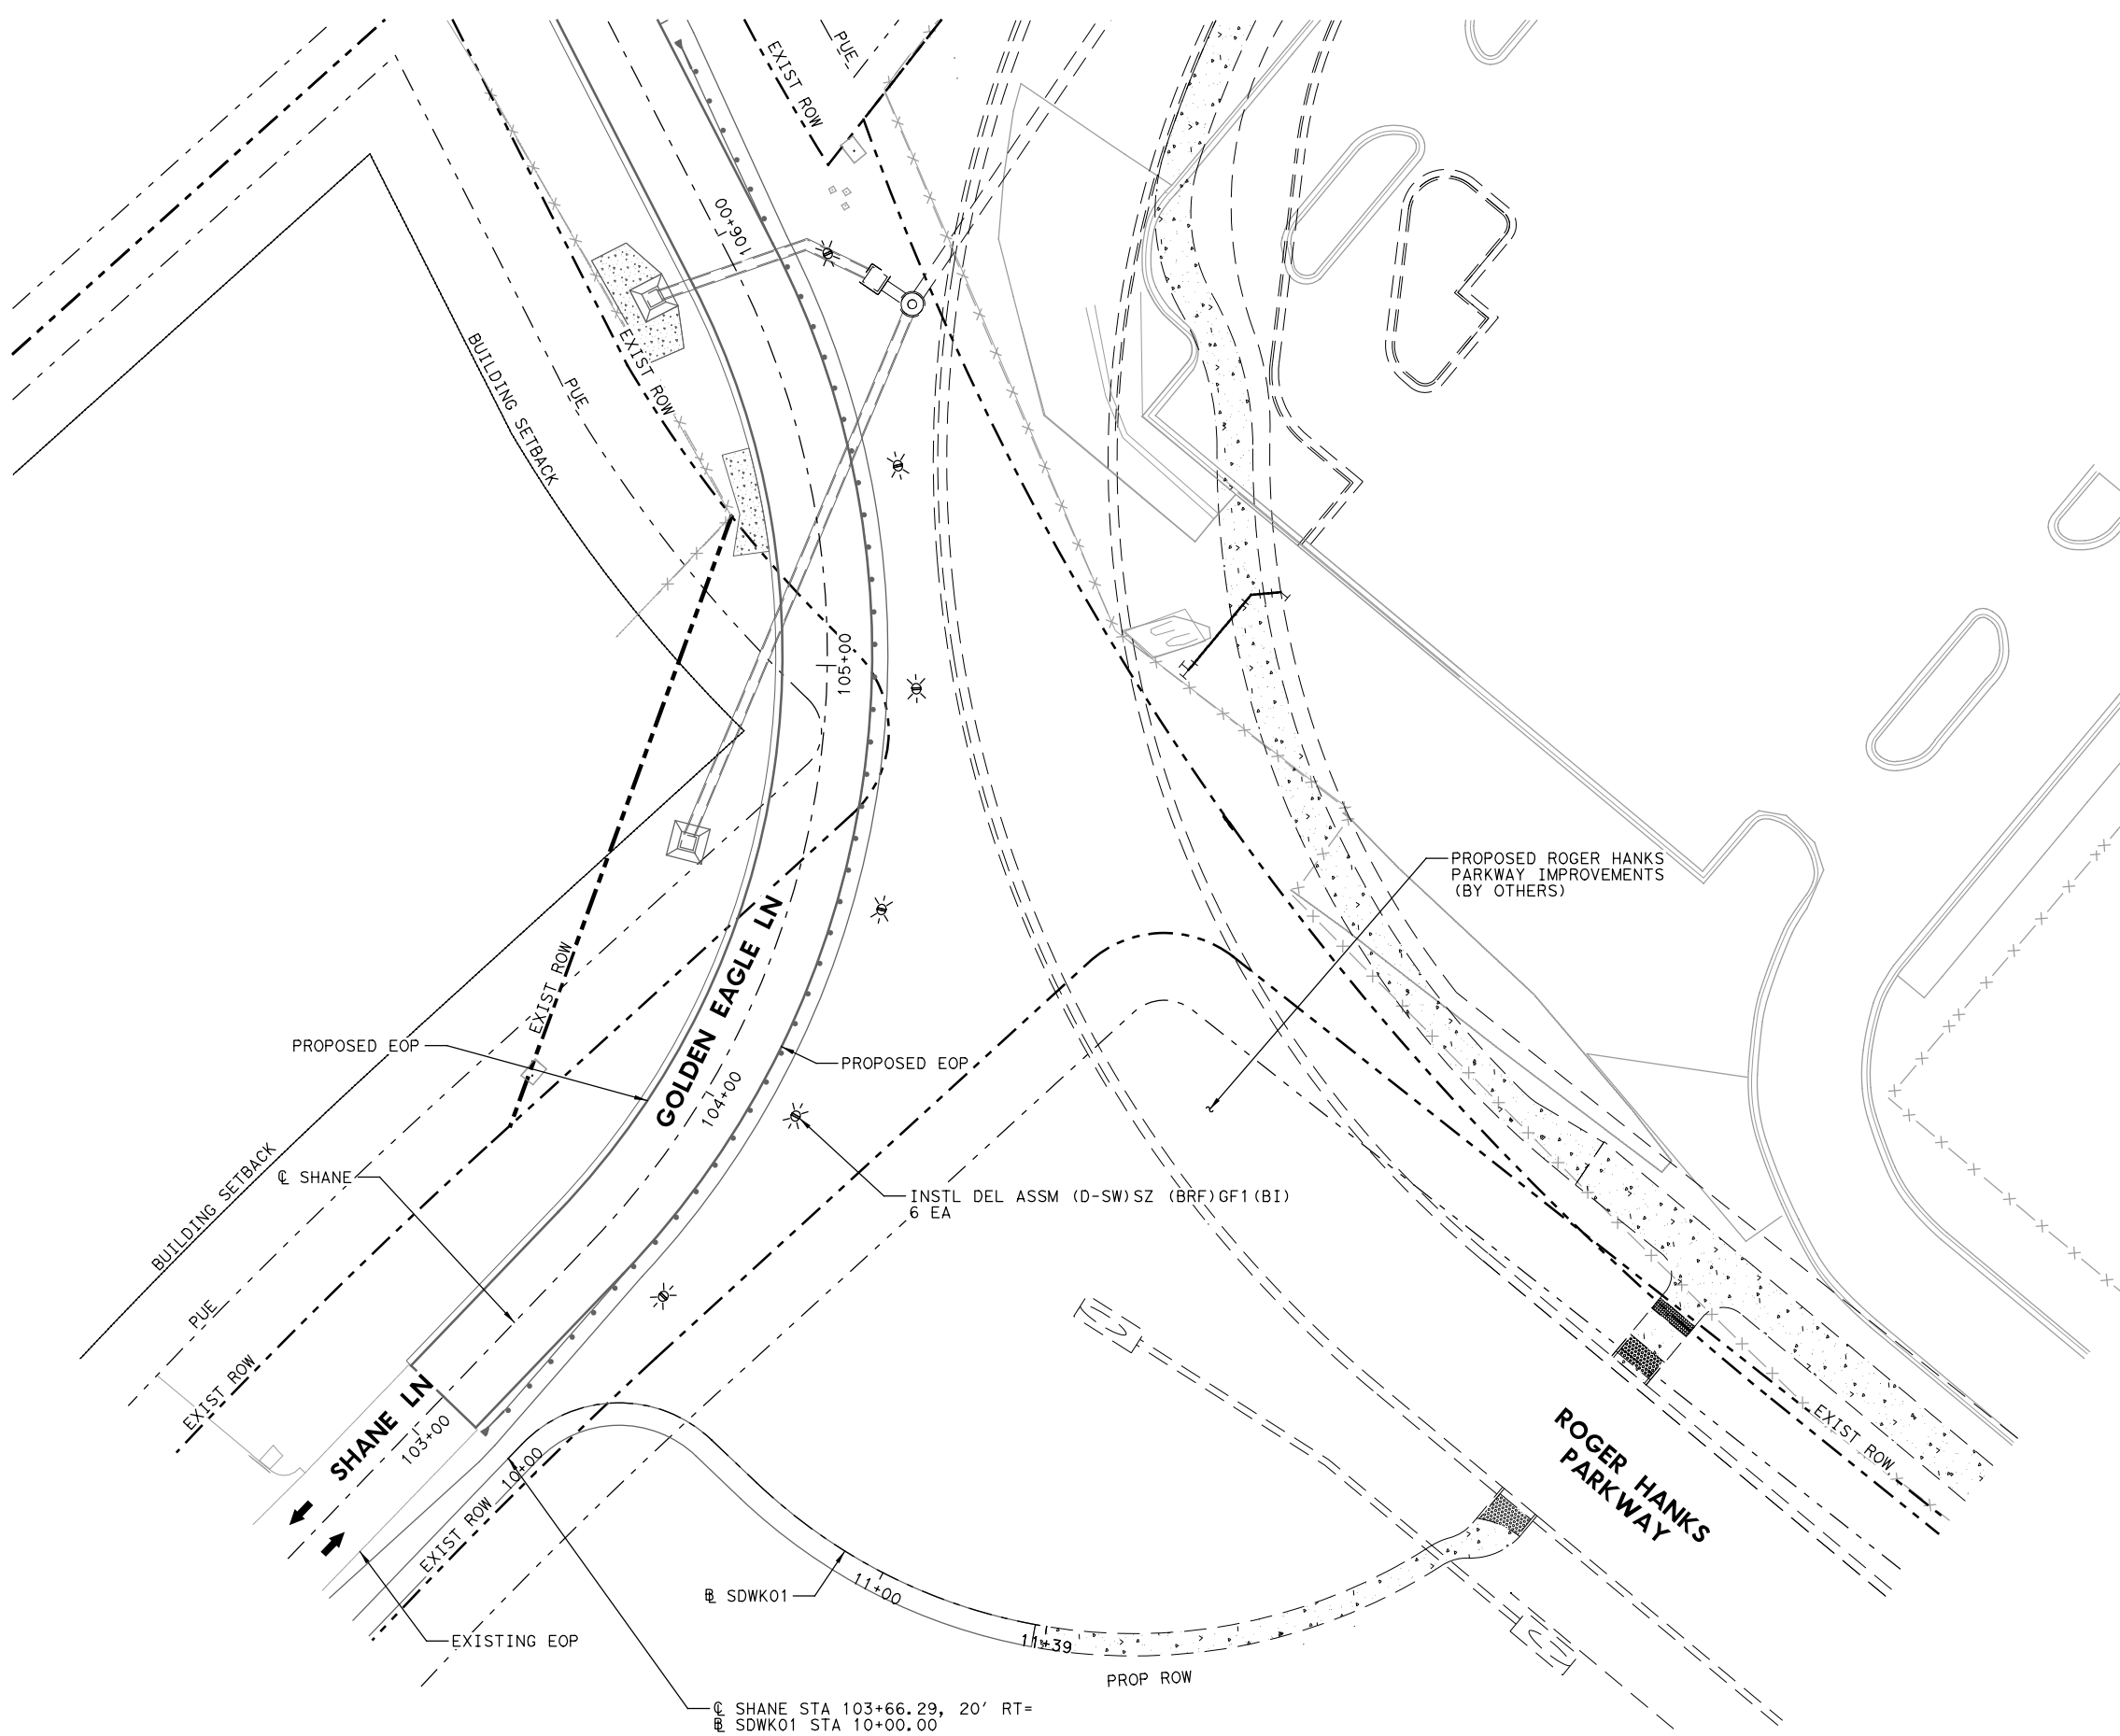 PUE
EXIST ROW
106+00
BUILDING SETBACK
PUE
EXIST ROW
105+00
PROPOSED ROGER HANKS
PARKWAY IMPROVEMENTS
(BY OTHERS)
EXIST ROW
GOLDEN EAGLE LN
PROPOSED EOP
PROPOSED EOP
104+00
BUILDING SETBACK
℄ SHANE
INSTL DEL ASSM (D-SW)SZ (BRF)GF1(BI)
6 EA
PUE
EXIST ROW
SHANE LN
103+00
EXIST ROW
10+00
ROGER HANKS
PARKWAY
EXIST ROW
BL SDWK01
11+00
11+39
EXISTING EOP
PROP ROW
℄ SHANE STA 103+66.29, 20' RT=
BL SDWK01 STA 10+00.00